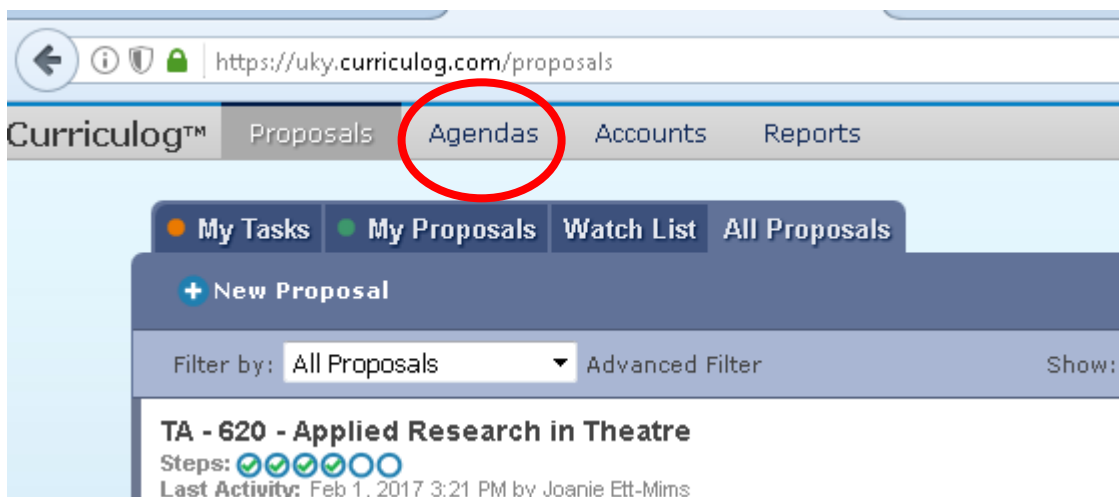 https://uky.curriculog.com/proposals
Curriculog™ Proposals Agendas Accounts Reports
My Tasks My Proposals Watch List All Proposals
New Proposal
Filter by: All Proposals Advanced Filter Show:
TA - 620 - Applied Research in Theatre
Steps:
Last Activity: Feb 1, 2017 3:21 PM by Joanie Ett-Mims